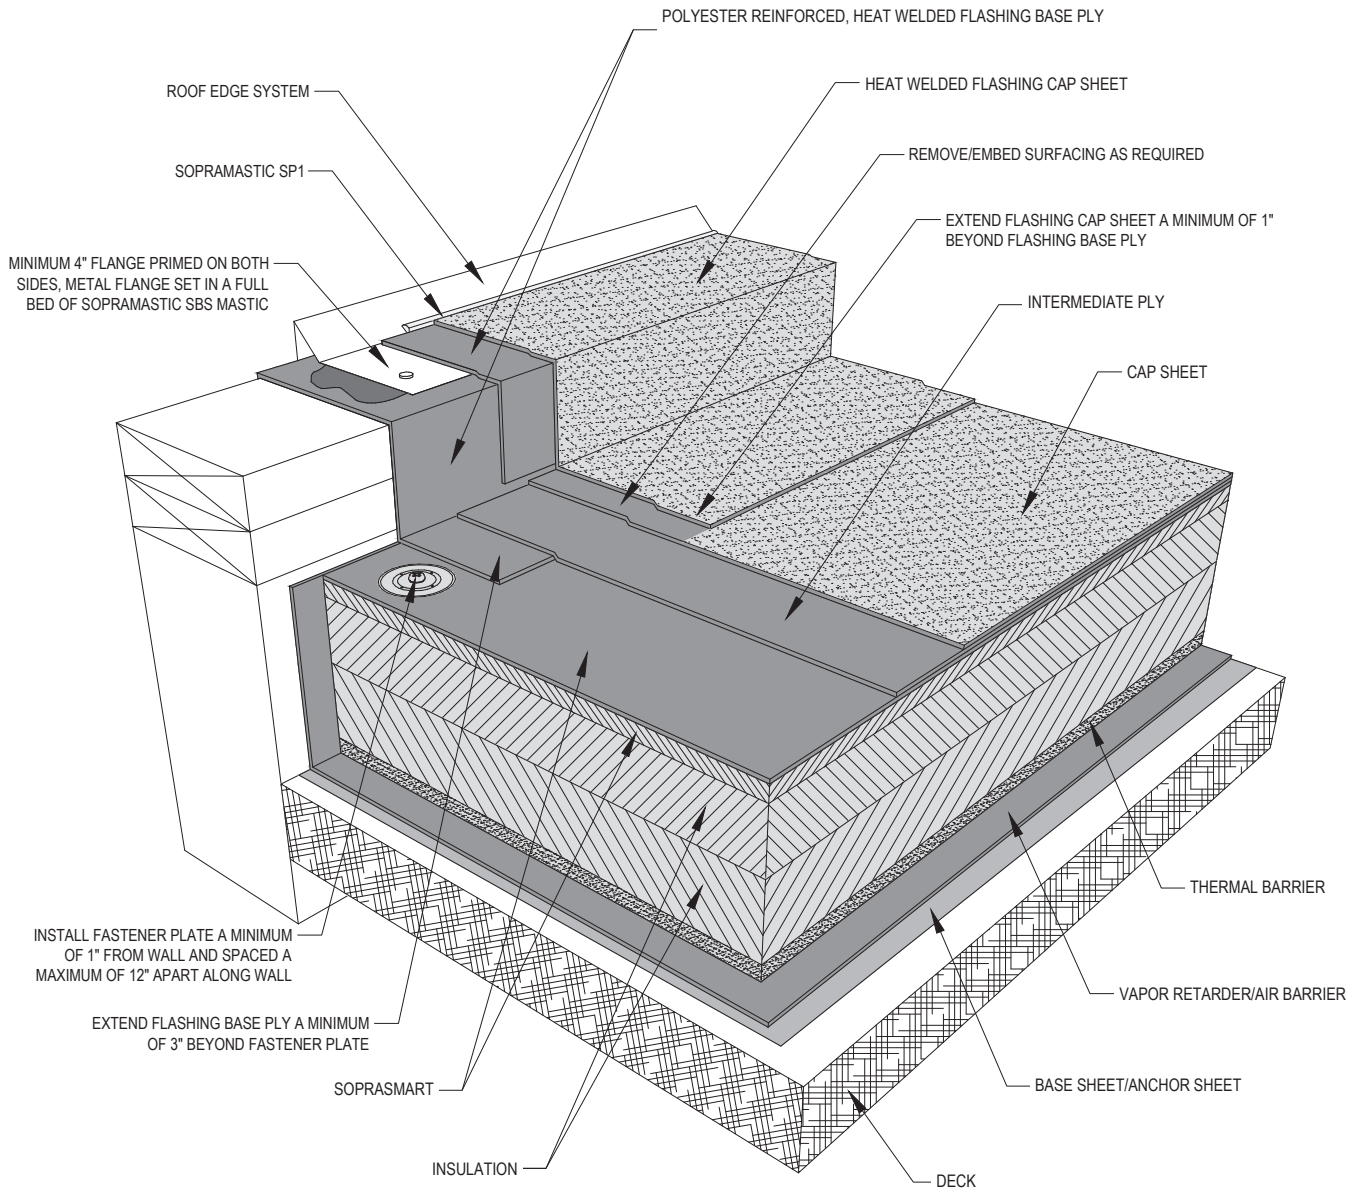 POLYESTER REINFORCED, HEAT WELDED FLASHING BASE PLY
ROOF EDGE SYSTEM
HEAT WELDED FLASHING CAP SHEET
SOPRAMASTIC SP1
REMOVE/EMBED SURFACING AS REQUIRED
EXTEND FLASHING CAP SHEET A MINIMUM OF 1"
BEYOND FLASHING BASE PLY
MINIMUM 4" FLANGE PRIMED ON BOTH
SIDES, METAL FLANGE SET IN A FULL
BED OF SOPRAMASTIC SBS MASTIC
INTERMEDIATE PLY
CAP SHEET
THERMAL BARRIER
INSTALL FASTENER PLATE A MINIMUM
OF 1" FROM WALL AND SPACED A
MAXIMUM OF 12" APART ALONG WALL
VAPOR RETARDER/AIR BARRIER
EXTEND FLASHING BASE PLY A MINIMUM
OF 3" BEYOND FASTENER PLATE
SOPRASMART
BASE SHEET/ANCHOR SHEET
INSULATION
DECK